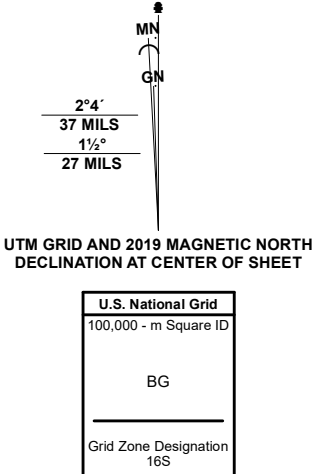 MN
GN
2°4´
37 MILS
1½°
27 MILS
UTM GRID AND 2019 MAGNETIC NORTH
DECLINATION AT CENTER OF SHEET
U.S. National Grid
100,000 - m Square ID
BG
Grid Zone Designation
16S